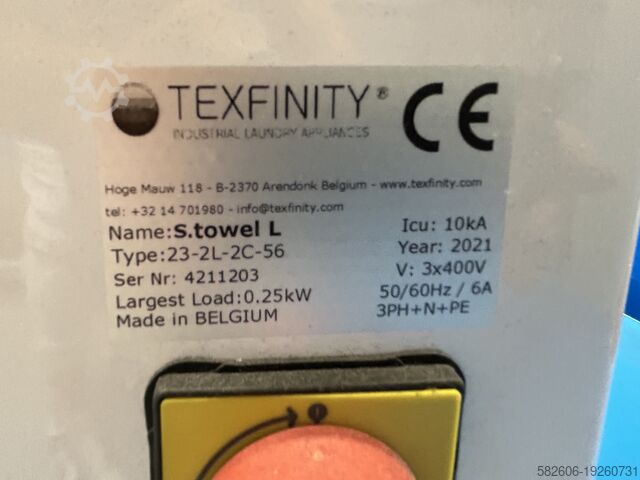 TEXFINITY®
INDUSTRIAL LAUNDRY APPLIANCES
CE
Hoge Mauw 118 - B-2370 Arendonk Belgium - www.texfinity.com
tel: +32 14 701980 - info@texfinity.com
Name:S.towel L
Icu: 10kA
Type:23-2L-2C-56
Year: 2021
Ser Nr: 4211203
V: 3x400V
Largest Load:0.25kW
50/60Hz / 6A
Made in BELGIUM
3PH+N+PE
582606-19260731